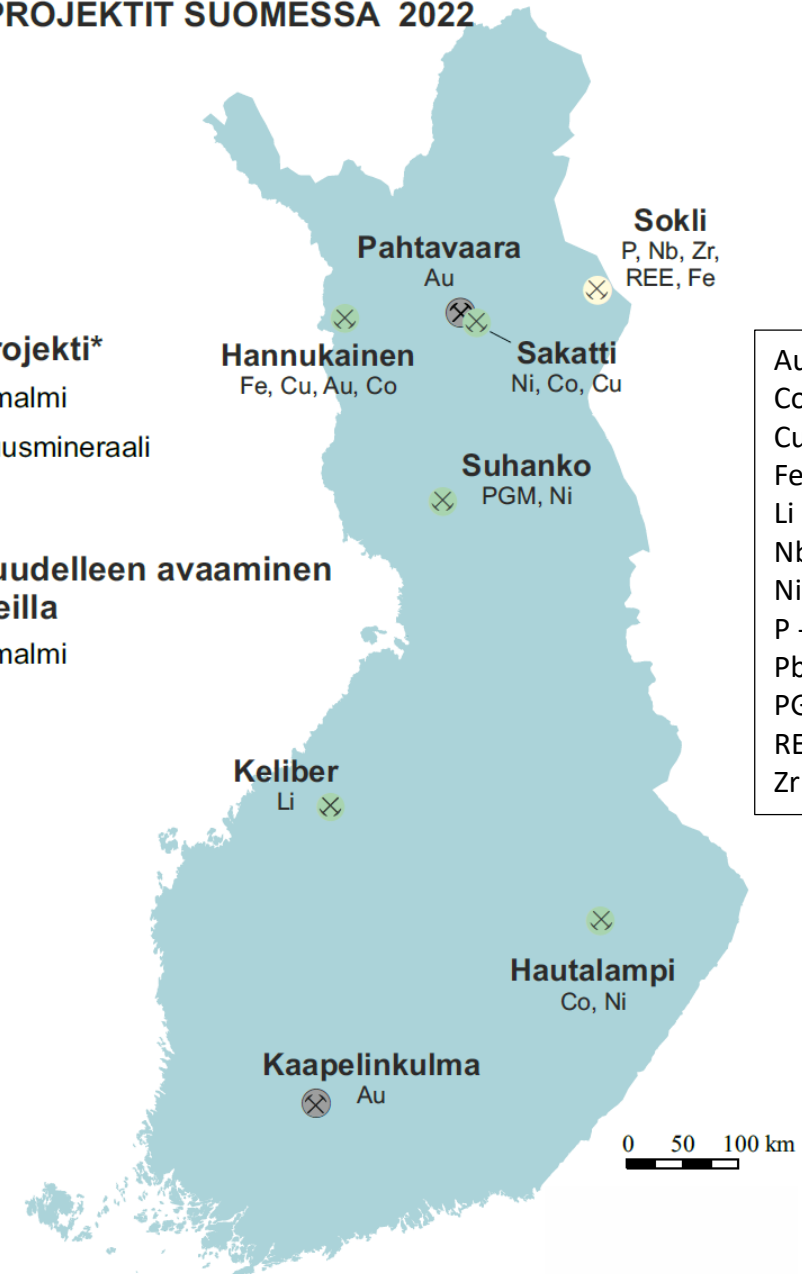 PROJEKTIT SUOMESSA 2022
Sokli
P, Nb, Zr,
REE, Fe
Pahtavaara
Au
Hannukainen
Fe, Cu, Au, Co
Sakatti
Ni, Co, Cu
rojekti*
malmi
usmineraali
Suhanko
PGM, Ni
uudelleen avaaminen
eilla
malmi
Au
Co
Cu
Fe
Li
Nb
Ni
P -
Pb
PG
RE
Zr
Keliber
Li
Hautalampi
Co, Ni
Kaapelinkulma
Au
0 50 100 km